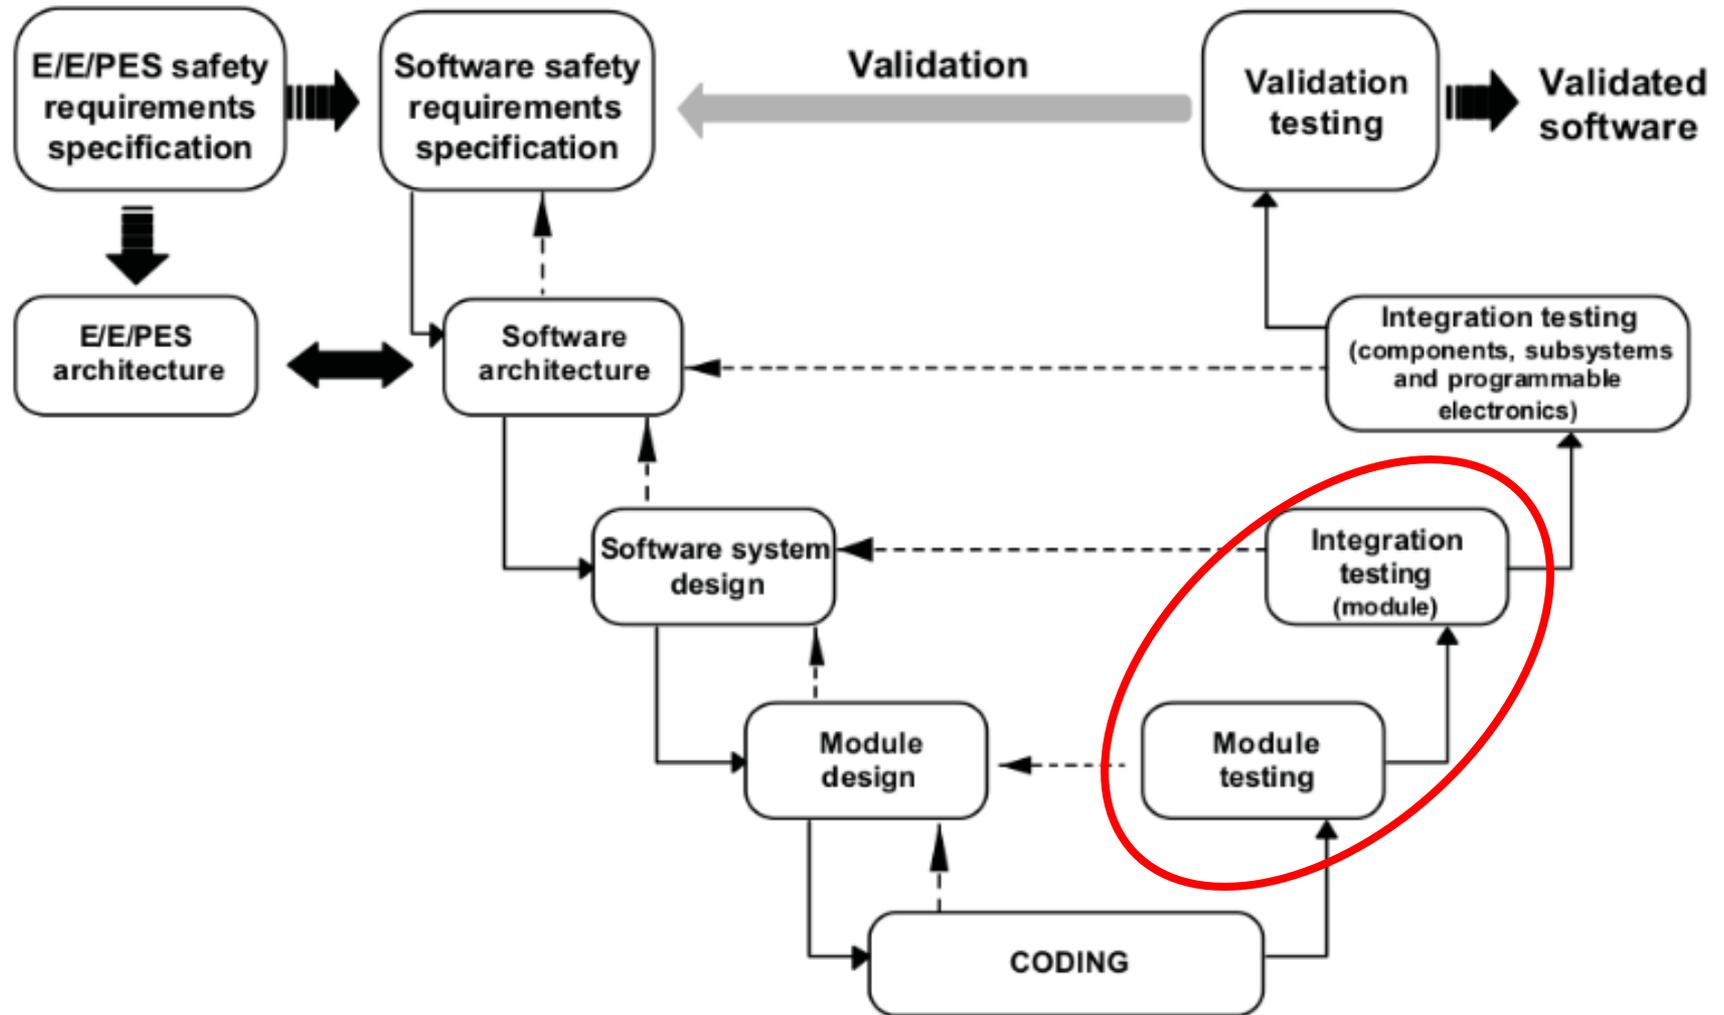 E/E/PES safety
requirements
specification
Software safety
requirements
specification
Validation
Validation
testing
Validated
software
E/E/PES
architecture
Software
architecture
Integration testing
(components, subsystems
and programmable
electronics)
Software system
design
Integration
testing
(module)
Module
design
Module
testing
CODING